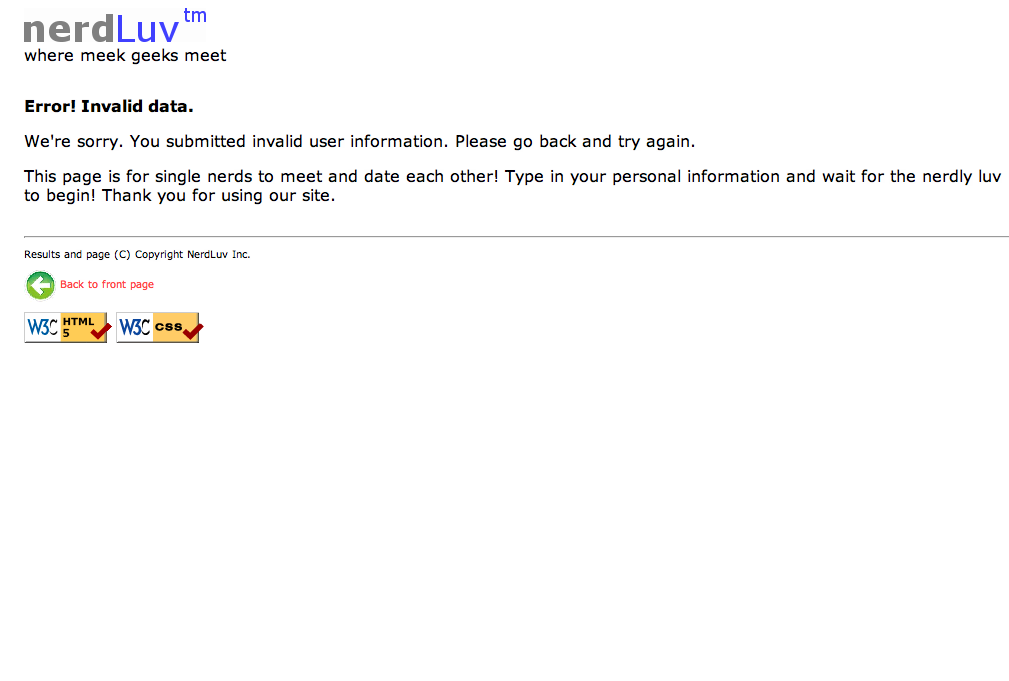 nerdLuv™
where meek geeks meet
Error! Invalid data.
We're sorry. You submitted invalid user information. Please go back and try again.
This page is for single nerds to meet and date each other! Type in your personal information and wait for the nerdly luv
to begin! Thank you for using our site.
Results and page (C) Copyright NerdLuv Inc.
Back to front page
W3C HTML 5 W3C CSS